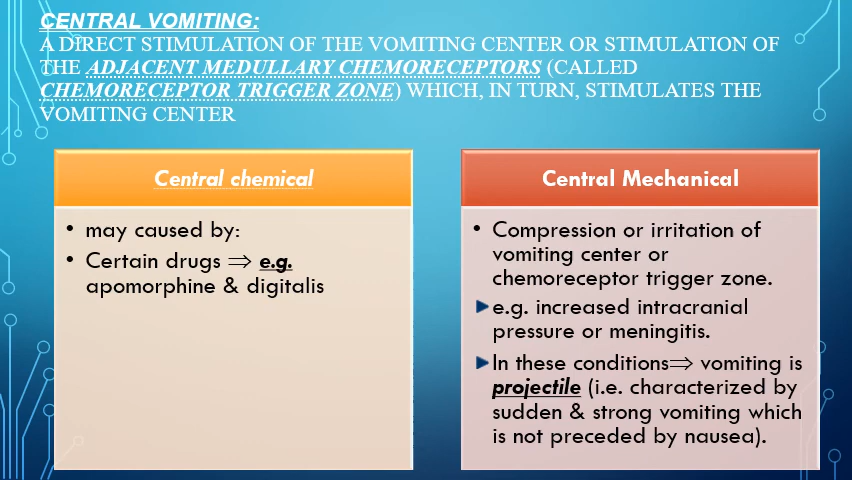 CENTRAL VOMITING:
A DIRECT STIMULATION OF THE VOMITING CENTER OR STIMULATION OF
THE ADJACENT MEDULLARY CHEMORECEPTORS (CALLED
CHEMORECEPTOR TRIGGER ZONE) WHICH, IN TURN, STIMULATES THE
VOMITING CENTER
Central chemical
• may caused by:
• Certain drugs ⇒ e.g.
apomorphine & digitalis
Central Mechanical
• Compression or irritation of
vomiting center or
chemoreceptor trigger zone.
e.g. increased intracranial
pressure or meningitis.
In these conditions⇒ vomiting is
projectile (i.e. characterized by
sudden & strong vomiting which
is not preceded by nausea).